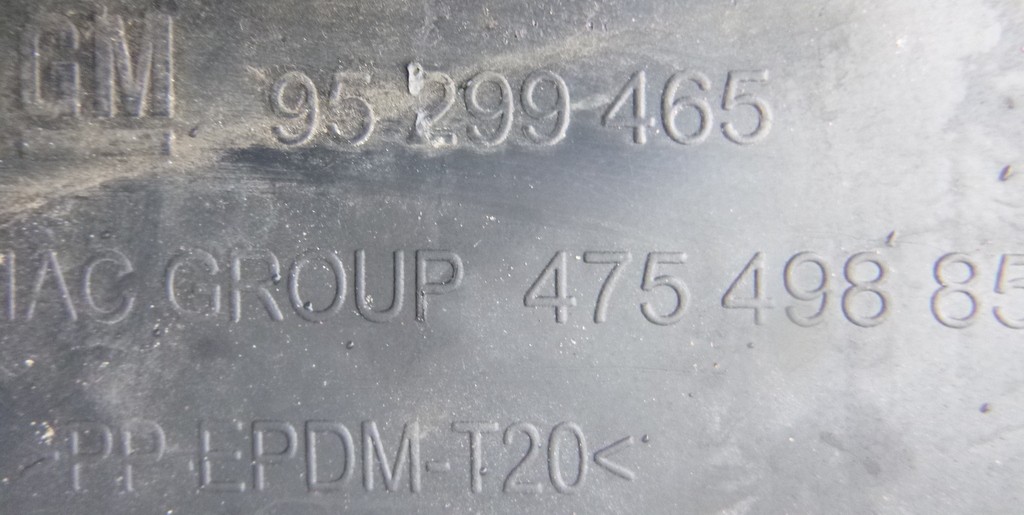 GM 95 299 465
IAC GROUP 475 498 85
>PP-EPDM-T20<